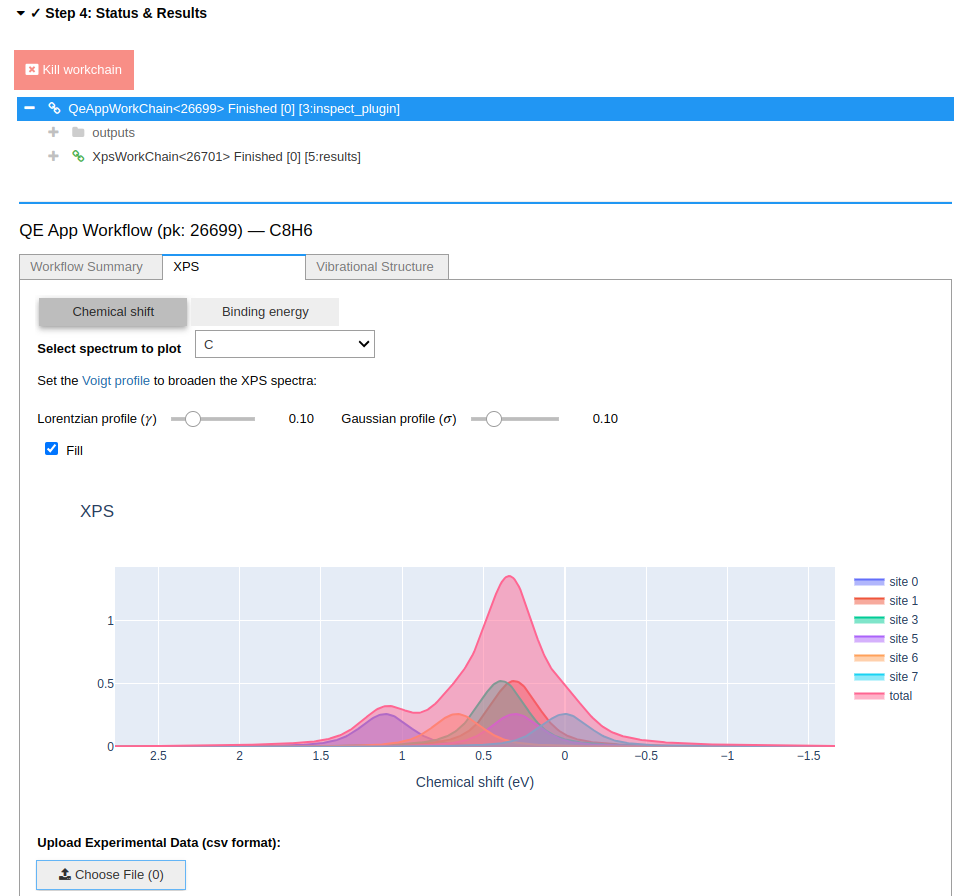 ✓ Step 4: Status & Results
Kill workchain
QeAppWorkChain<26699> Finished [0] [3:inspect_plugin]
outputs
XpsWorkChain<26701> Finished [0] [5:results]
QE App Workflow (pk: 26699) — C8H6
Workflow Summary XPS Vibrational Structure
Chemical shift Binding energy
Select spectrum to plot C
Set the Voigt profile to broaden the XPS spectra:
Lorentzian profile (γ) 0.10 Gaussian profile (σ) 0.10
Fill
XPS
1
0.5
0
2.5 2 1.5 1 0.5 0 −0.5 −1 −1.5
Chemical shift (eV)
site 0
site 1
site 3
site 5
site 6
site 7
total
Upload Experimental Data (csv format):
Choose File (0)